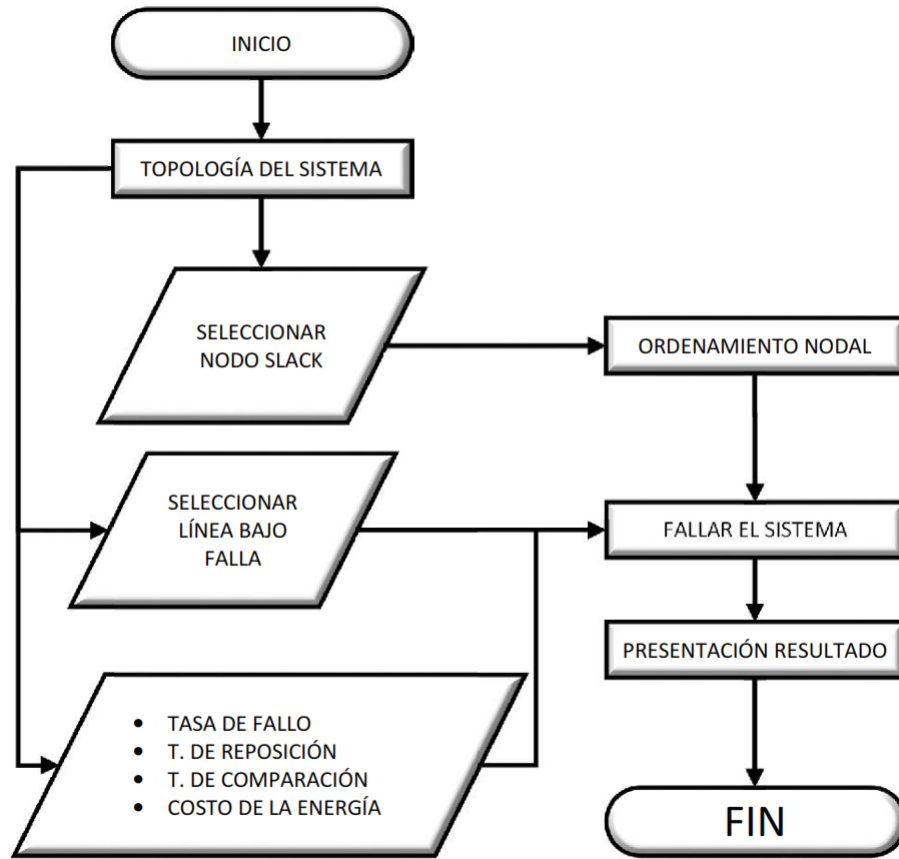 INICIO
TOPOLOGÍA DEL SISTEMA
SELECCIONAR
NODO SLACK
ORDENAMIENTO NODAL
SELECCIONAR
LÍNEA BAJO
FALLA
FALLAR EL SISTEMA
PRESENTACIÓN RESULTADO
• TASA DE FALLO
• T. DE REPOSICIÓN
• T. DE COMPARACIÓN
• COSTO DE LA ENERGÍA
FIN